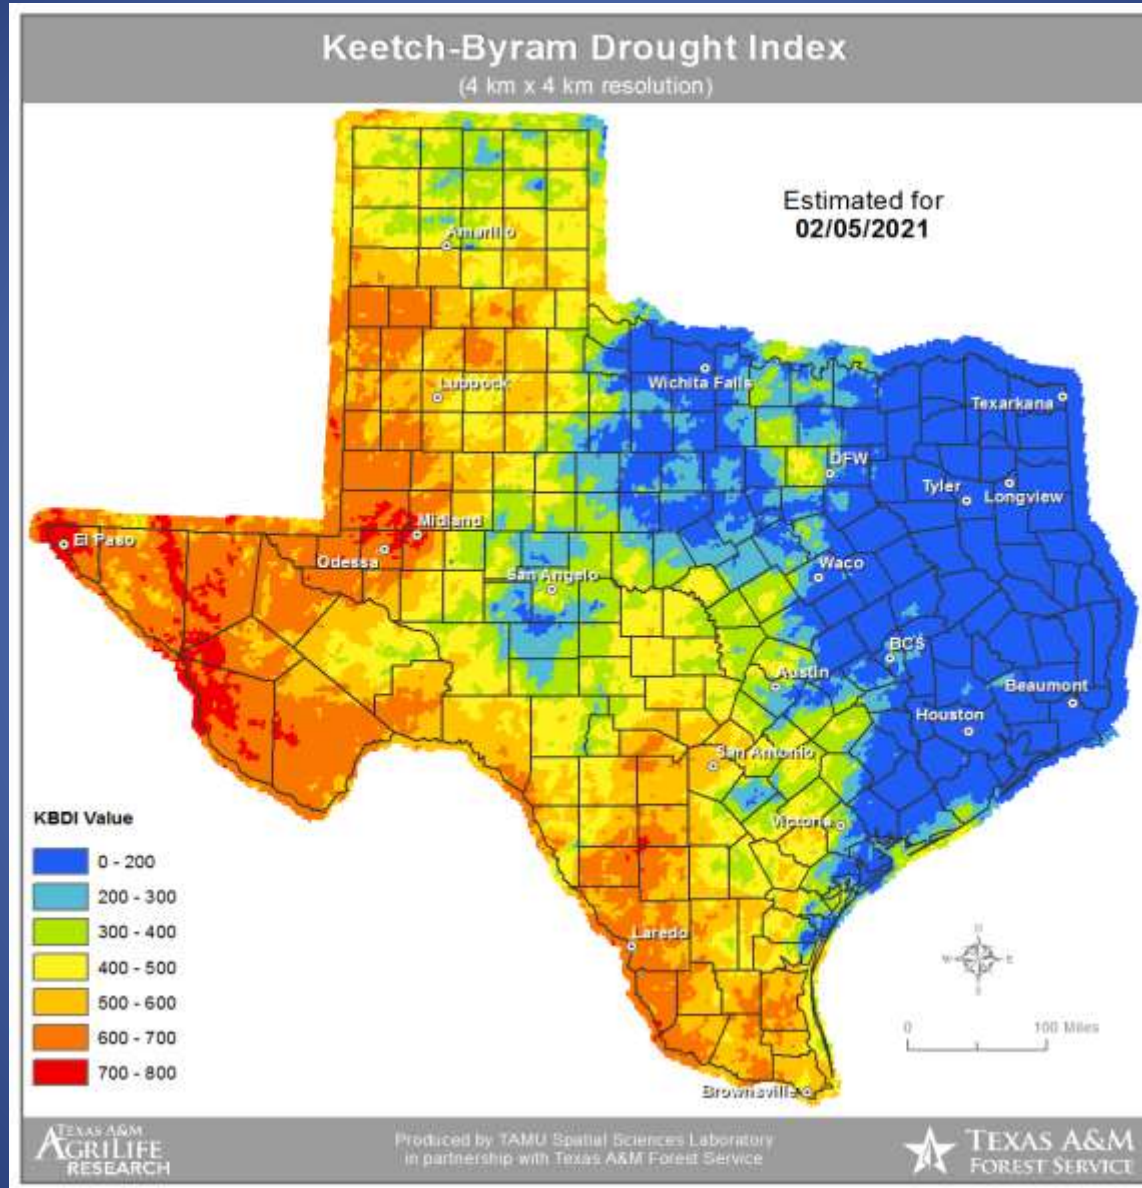 Keetch-Byram Drought Index
(4 km x 4 km resolution)
Estimated for
02/05/2021
Amarillo
Lubbock
Wichita Falls
Texarkana
DFW
Tyler
Longview
Midland
El Paso
Odessa
San Angelo
Waco
BCS
Austin
Beaumont
Houston
San Antonio
Victoria
Laredo
Brownsville
KBDI Value
0 - 200
200 - 300
300 - 400
400 - 500
500 - 600
600 - 700
700 - 800
N
W E
S
0 100 Miles
TEXAS A&M
AGRILIFE
RESEARCH
Produced by TAMU Spatial Sciences Laboratory
in partnership with Texas A&M Forest Service
TEXAS A&M
FOREST SERVICE